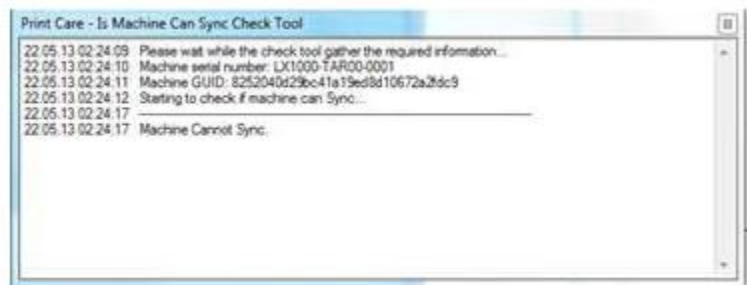 Print Care - Is Machine Can Sync Check Tool
22.05.13 02:24:09 Please wait while the check tool gather the required information...
22.05.13 02:24:10 Machine serial number: LX1000-TAR00-0001
22.05.13 02:24:11 Machine GUID: 8252040d29bc41a19ed8d10672a2fdc9
22.05.13 02:24:12 Starting to check if machine can Sync...
22.05.13 02:24:17
22.05.13 02:24:17 Machine Cannot Sync.